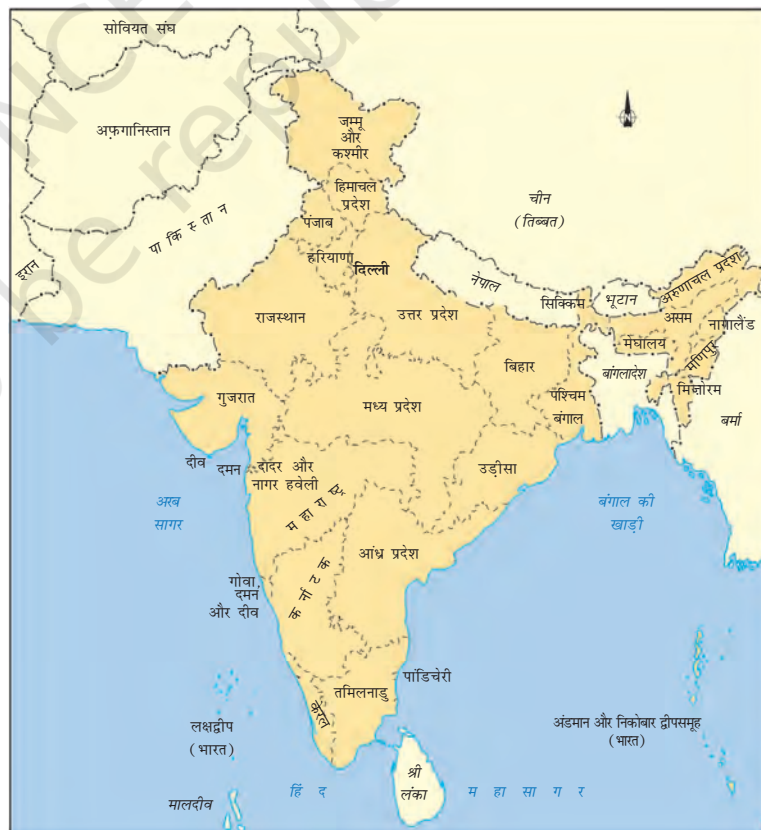 सोवियत संघ
अफ़गानिस्तान
जम्मू
और
कश्मीर
हिमाचल
प्रदेश
चीन
(तिब्बत)
पाकिस्तान
पंजाब
इरान
हरियाणा
दिल्ली
नेपाल
सिक्किम
भूटान
अरुणाचल प्रदेश
राजस्थान
उत्तर प्रदेश
असम
नागालैंड
मेघालय
मणिपुर
बिहार
बांगलादेश
मिज़ोरम
गुजरात
मध्य प्रदेश
पश्चिम
बंगाल
बर्मा
दीव
दमन
दादर और
नागर हवेली
उड़ीसा
महाराष्ट्र
अरब
सागर
बंगाल की
खाड़ी
आंध्र प्रदेश
कर्नाटक
गोवा,
दमन
और दीव
पांडिचेरी
तमिलनाडु
केरल
लक्षद्वीप
(भारत)
अंडमान और निकोबार द्वीपसमूह
(भारत)
श्री
लंका
हिंद महासागर
मालदीव
N